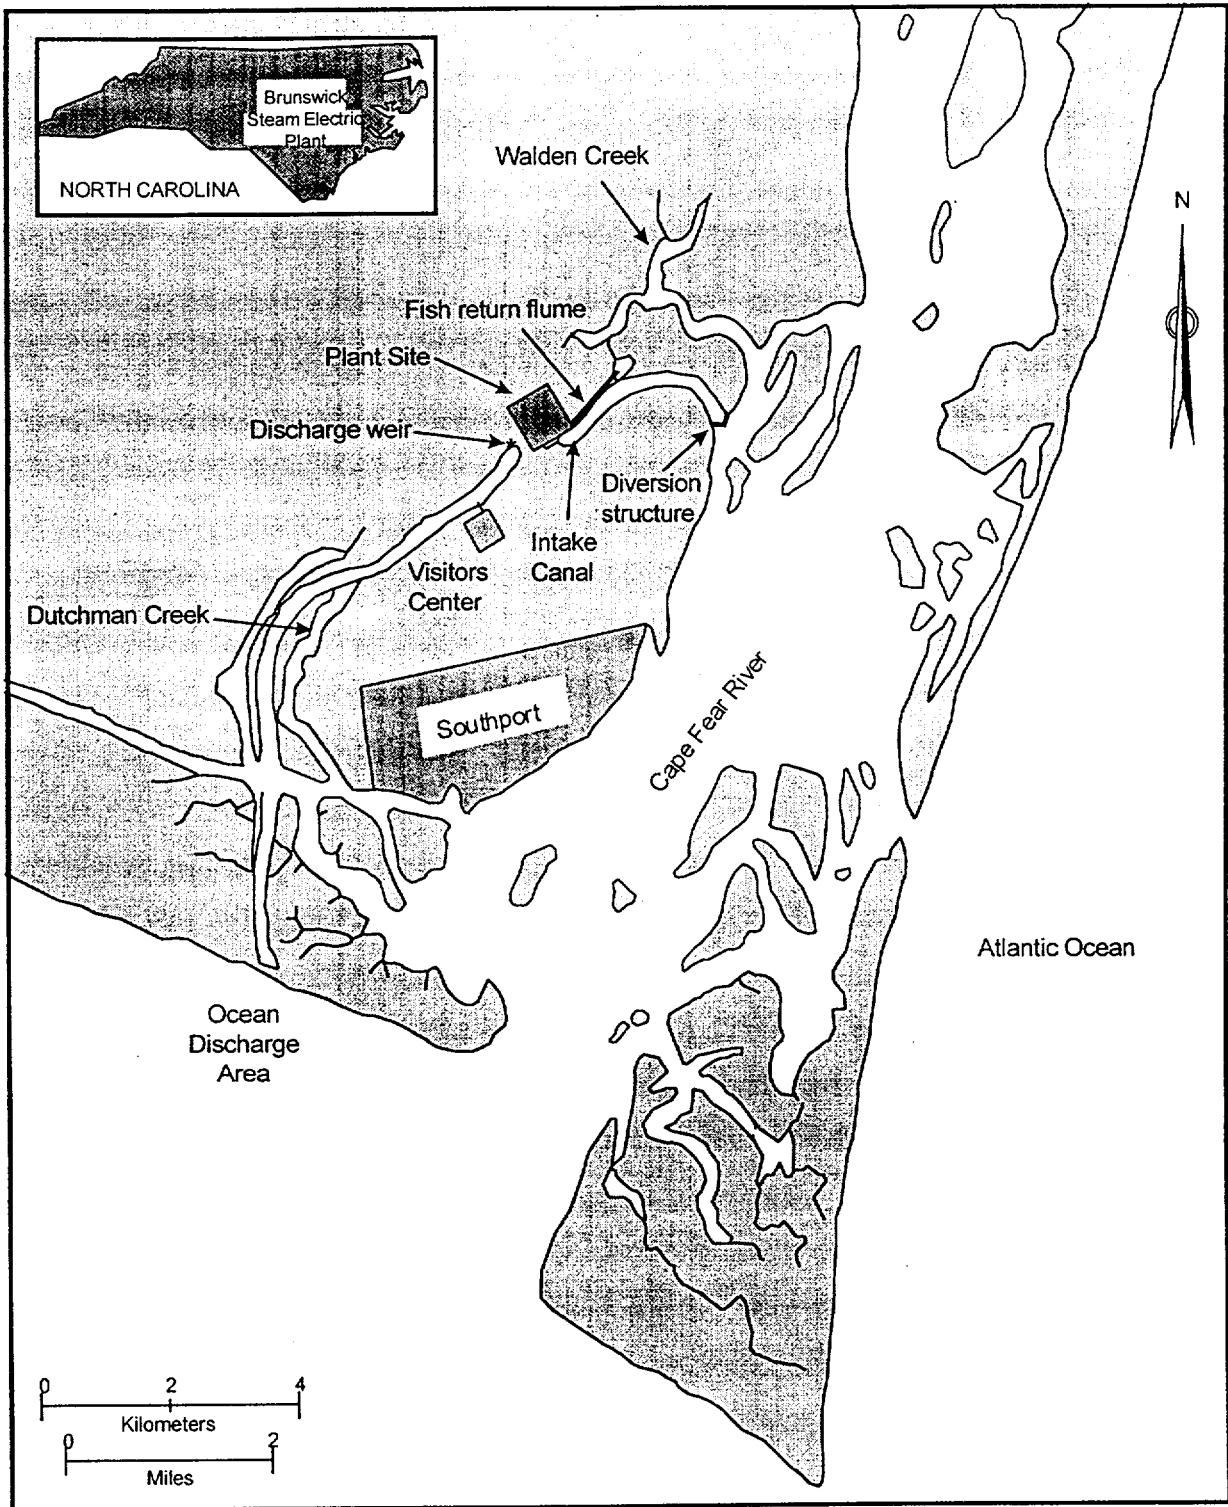 Brunswick
Steam Electric
Plant
NORTH CAROLINA
Walden Creek
N
Fish return flume
Plant Site
Discharge weir
Diversion
structure
Intake
Canal
Visitors
Center
Dutchman Creek
Southport
Cape Fear River
Atlantic Ocean
Ocean
Discharge
Area
0 2 4
Kilometers
0 2
Miles